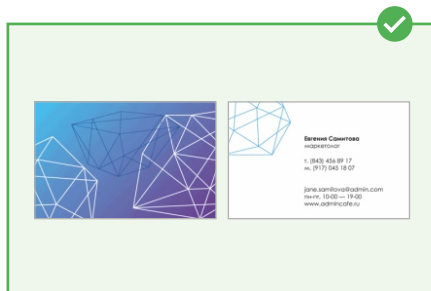 Евгения Самитова
маркетолог
т. (843) 456 89 17
м. (917) 045 18 07
jane.samitova@admin.com
пн-пт, 10-00 — 19-00
www.admincafe.ru